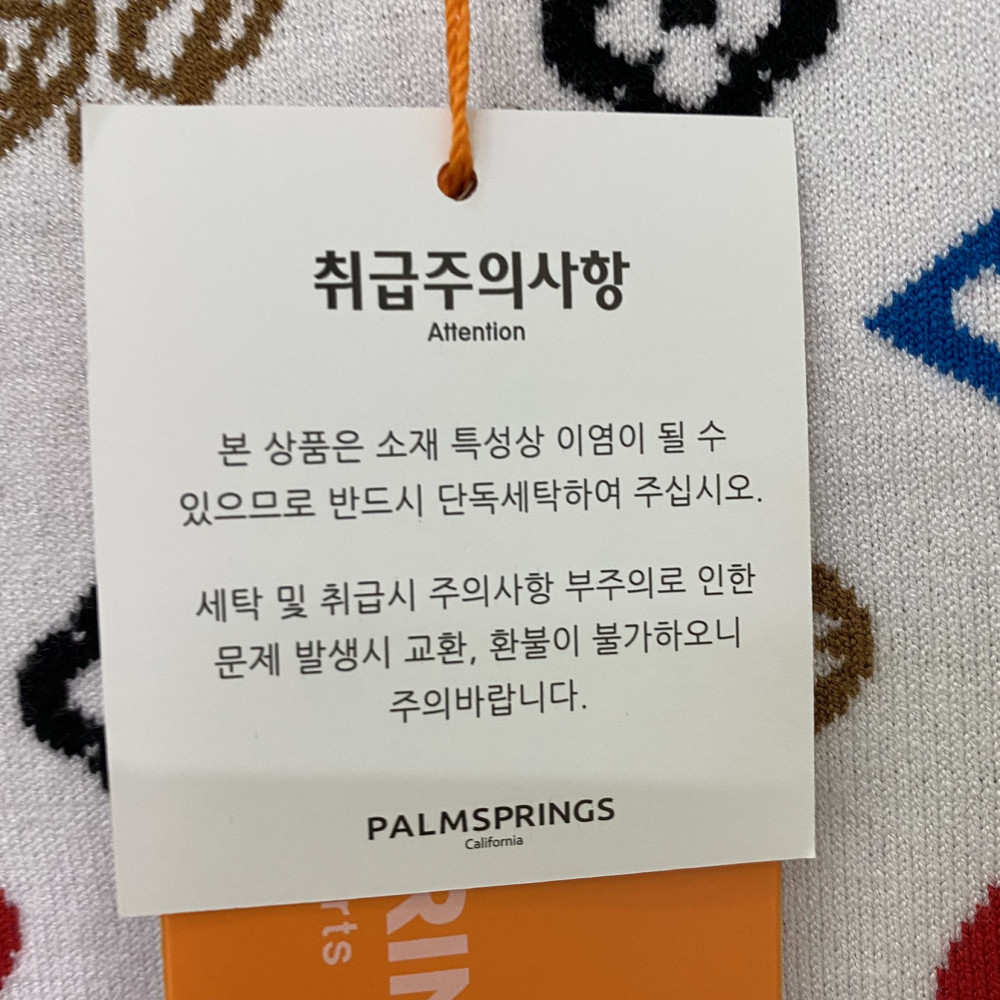 취급주의사항
Attention
본 상품은 소재 특성상 이염이 될 수
있으므로 반드시 단독세탁하여 주십시오.
세탁 및 취급시 주의사항 부주의로 인한
문제 발생시 교환, 환불이 불가하오니
주의바랍니다.
PALMSPRINGS
California